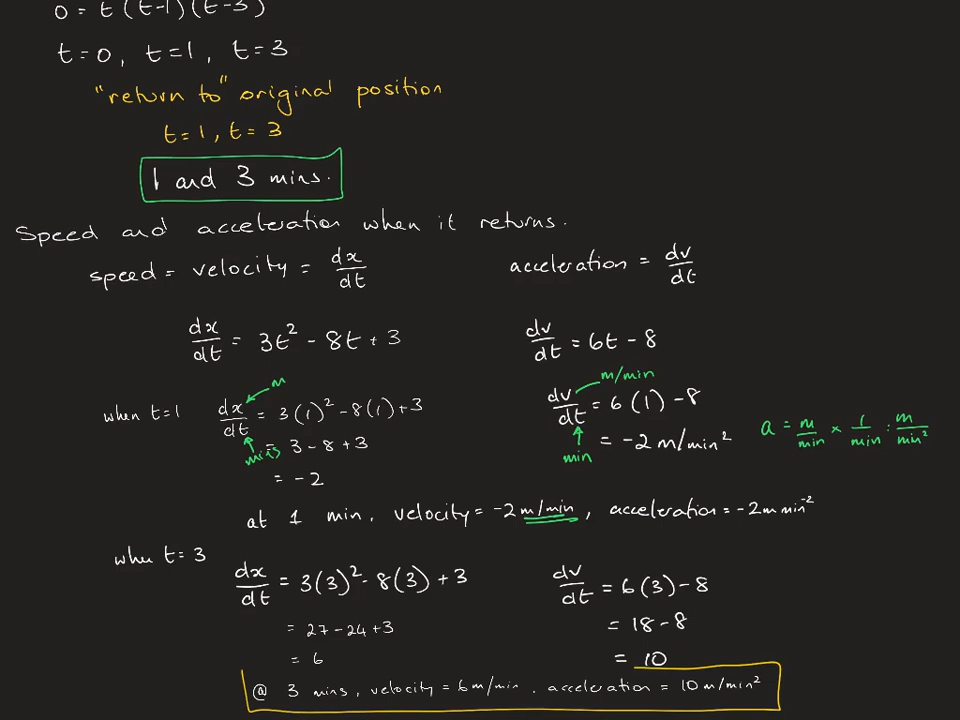 0 = t(t-1)(t-3)
t=0, t=1, t=3
"return to" original position
t=1, t=3
1 and 3 mins.
Speed and acceleration when it returns.
speed = velocity = dx/dt
acceleration = dv/dt
dx/dt = 3t² - 8t + 3
dv/dt = 6t - 8
m
m/min
when t=1 dx/dt = 3(1)² - 8(1) + 3
dv/dt = 6(1) - 8
mins = 3 - 8 + 3
min = -2 m/min²
a = m/min × 1/min : m/min²
= -2
at 1 min, velocity = -2 m/min, acceleration = -2 m min⁻²
when t=3
dx/dt = 3(3)² - 8(3) + 3
dv/dt = 6(3) - 8
= 27 - 24 + 3
= 18 - 8
= 6
= 10
@ 3 mins, velocity = 6 m/min. acceleration = 10 m/min²